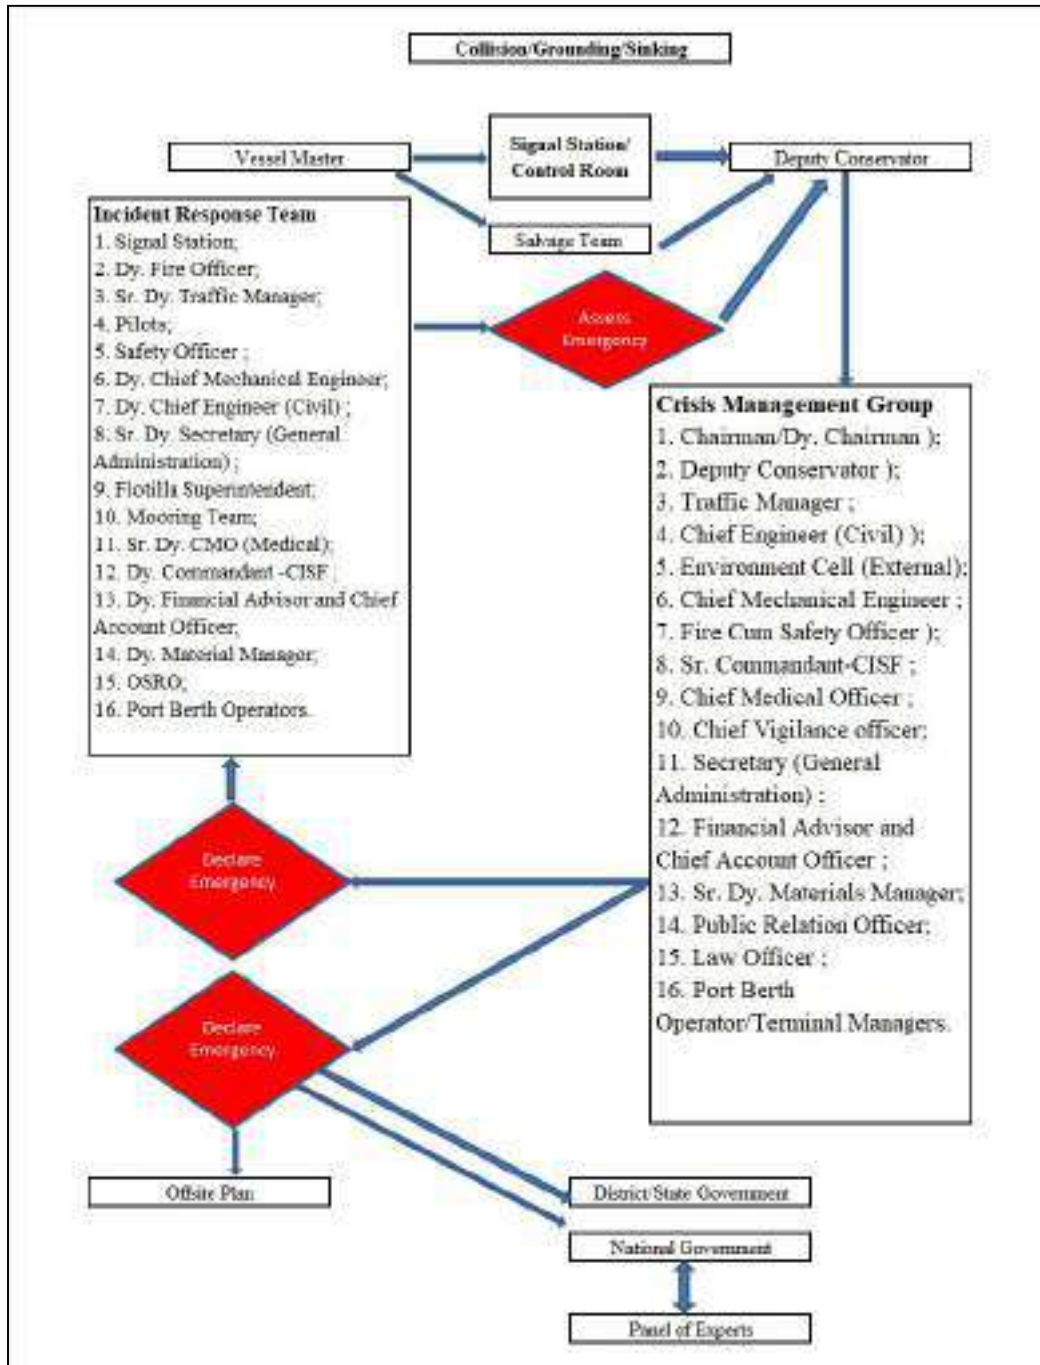 Collision/Grounding/Sinking
Vessel Master
Signal Station/
Control Room
Deputy Conservator
Salvage Team
Incident Response Team
1. Signal Station;
2. Dy. Fire Officer;
3. Sr. Dy. Traffic Manager;
4. Pilots;
5. Safety Officer ;
6. Dy. Chief Mechanical Engineer;
7. Dy. Chief Engineer (Civil) ;
8. Sr. Dy. Secretary (General
Administration) ;
9. Flotilla Superintendent;
10. Mooring Team;
11. Sr. Dy. CMO (Medical);
12. Dy. Commandant -CISF ;
13. Dy. Financial Advisor and Chief
Account Officer;
14. Dy. Material Manager;
15. OSRO;
16. Port Berth Operators.
Assess
Emergency
Crisis Management Group
1. Chairman/Dy. Chairman );
2. Deputy Conservator );
3. Traffic Manager ;
4. Chief Engineer (Civil) );
5. Environment Cell (External);
6. Chief Mechanical Engineer ;
7. Fire Cum Safety Officer );
8. Sr. Commandant-CISF ;
9. Chief Medical Officer ;
10. Chief Vigilance officer;
11. Secretary (General
Administration) ;
12. Financial Advisor and
Chief Account Officer ;
13. Sr. Dy. Materials Manager;
14. Public Relation Officer;
15. Law Officer ;
16. Port Berth
Operator/Terminal Managers.
Declare
Emergency
Declare
Emergency
Offsite Plan
District/State Government
National Government
Panel of Experts